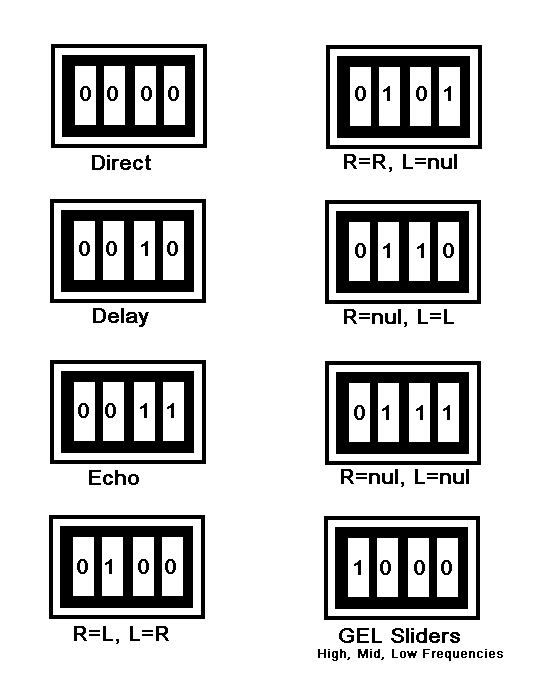 0 0 0 0
Direct
0 0 1 0
Delay
0 0 1 1
Echo
0 1 0 0
R=L, L=R
0 1 0 1
R=R, L=nul
0 1 1 0
R=nul, L=L
0 1 1 1
R=nul, L=nul
1 0 0 0
GEL Sliders
High, Mid, Low Frequencies